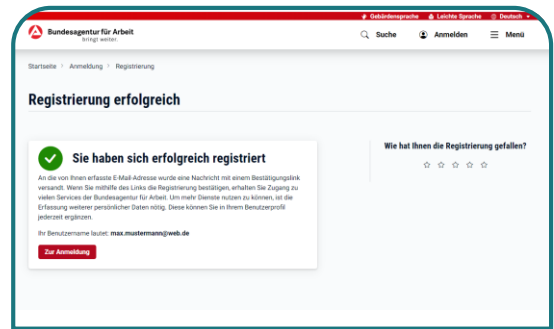 Gebärdensprache Leichte Sprache Deutsch
Bundesagentur für Arbeit
bringt weiter.
Suche Anmelden Menü
Startseite Anmeldung Registrierung
Registrierung erfolgreich
Sie haben sich erfolgreich registriert
An die von Ihnen erfasste E-Mail-Adresse wurde eine Nachricht mit einem Bestätigungslink
versandt. Wenn Sie mithilfe des Links die Registrierung bestätigen, erhalten Sie Zugang zu
vielen Services der Bundesagentur für Arbeit. Um mehr Dienste nutzen zu können, ist die
Erfassung weiterer persönlicher Daten nötig. Diese können Sie in Ihrem Benutzerprofil
jederzeit ergänzen.
Ihr Benutzername lautet: max.mustermann@web.de
Zur Anmeldung
Wie hat Ihnen die Registrierung gefallen?